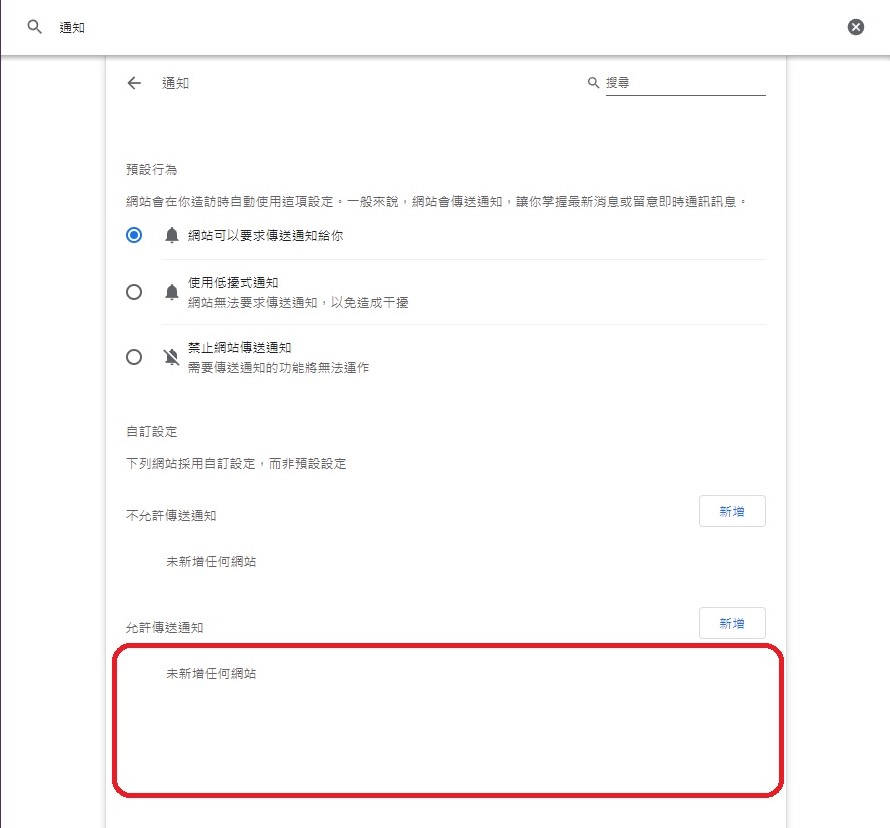 通知
通知
搜尋
預設行為
網站會在你造訪時自動使用這項設定。一般來說，網站會傳送通知，讓你掌握最新消息或留意即時通訊訊息。
網站可以要求傳送通知給你
使用低擾式通知
網站無法要求傳送通知，以免造成干擾
禁止網站傳送通知
需要傳送通知的功能將無法運作
自訂設定
下列網站採用自訂設定，而非預設設定
不允許傳送通知
新增
未新增任何網站
允許傳送通知
新增
未新增任何網站